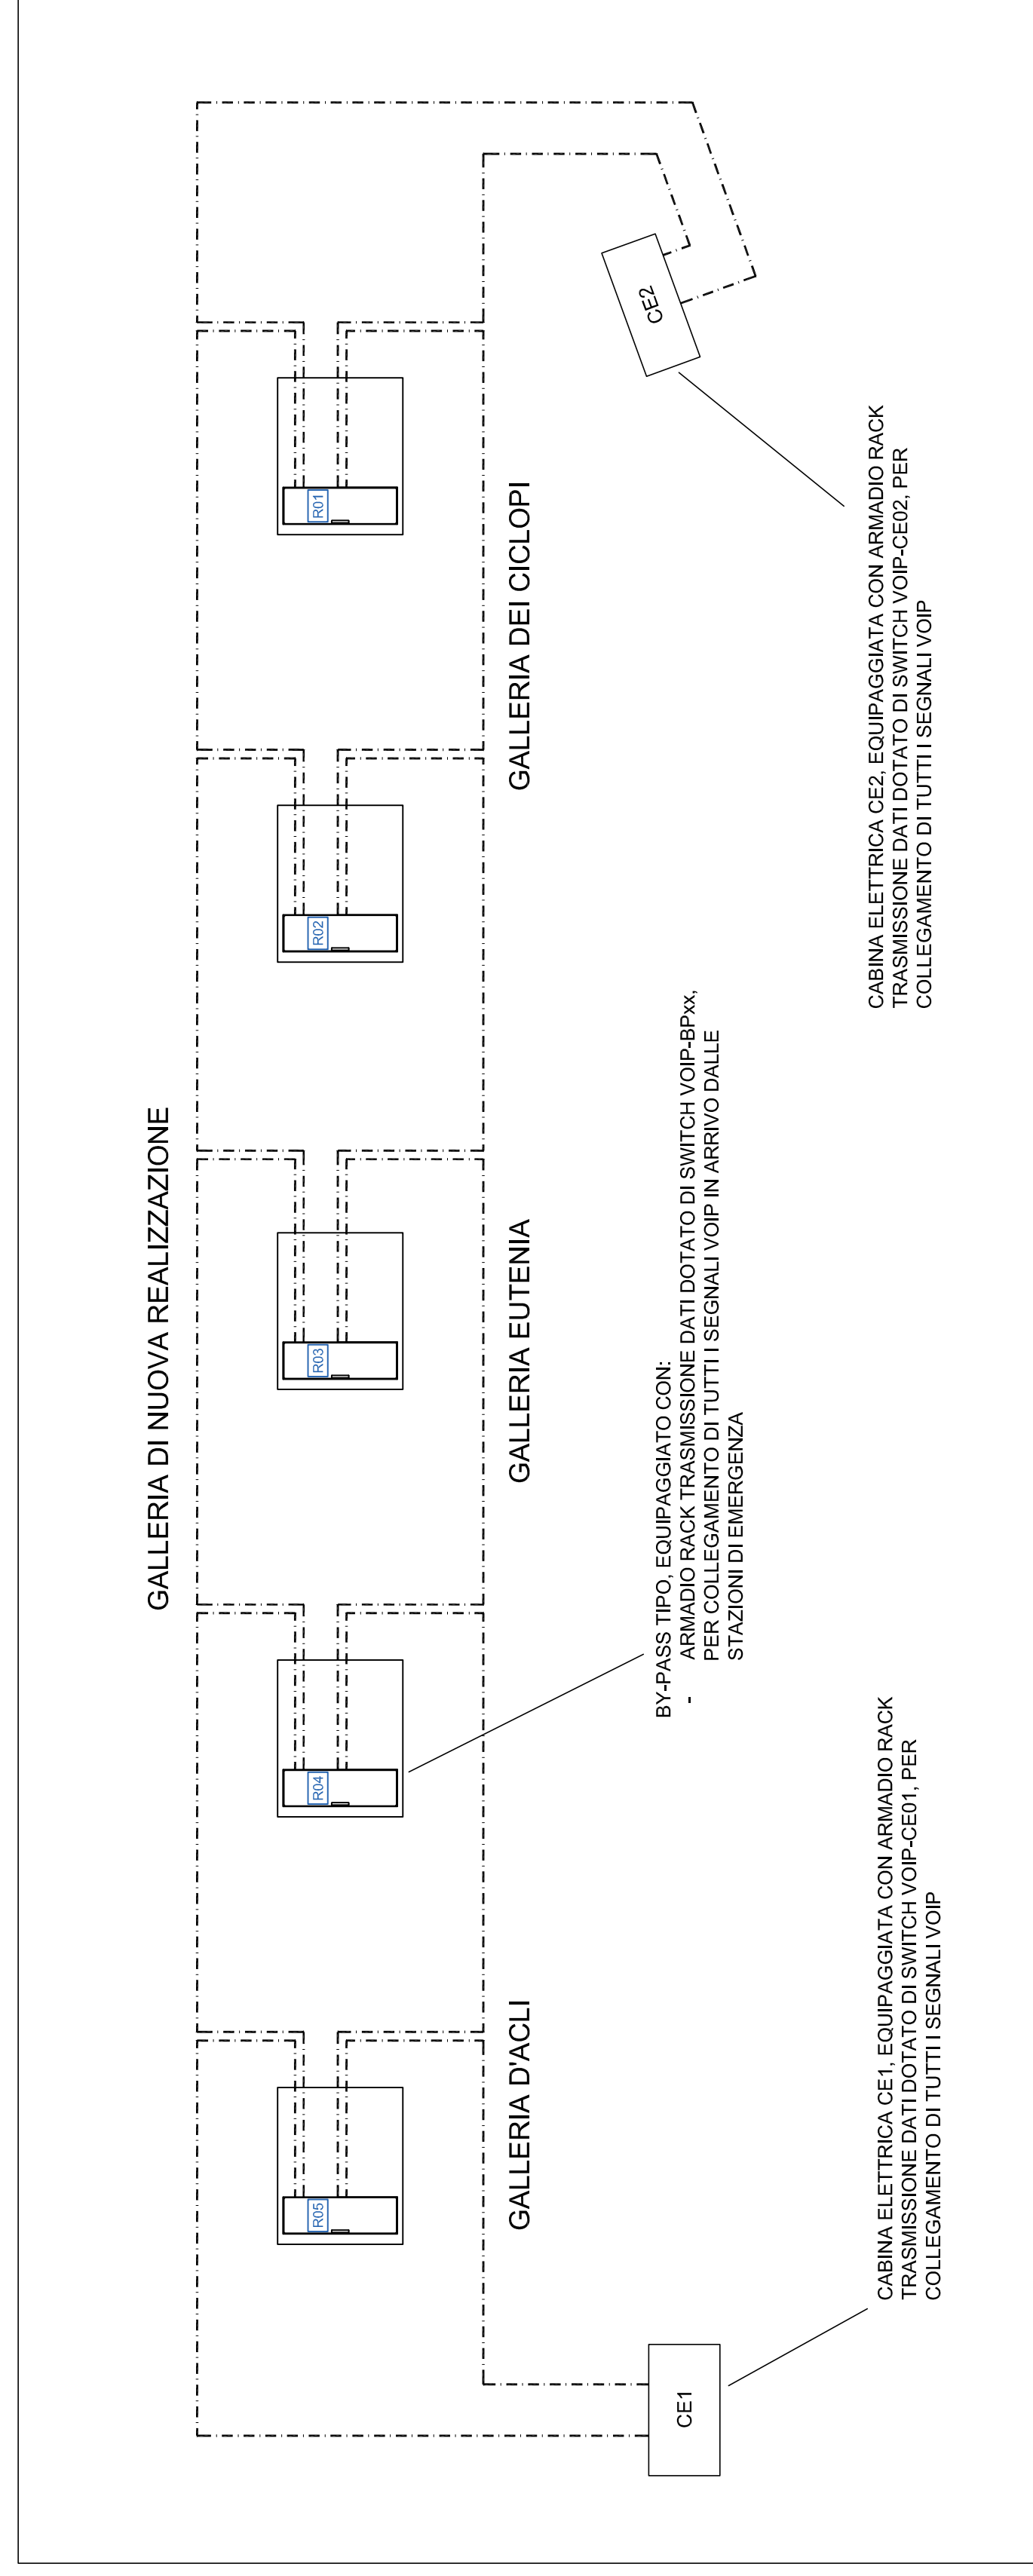 GALLERIA DI NUOVA REALIZZAZIONE
R05
R04
R03
R02
R01
GALLERIA D'ACLI
GALLERIA EUTENIA
GALLERIA DEI CICLOPI
CE1
CE2
BY-PASS TIPO, EQUIPAGGIATO CON:
- ARMADIO RACK TRASMISSIONE DATI DOTATO DI SWITCH VOIP-BPxx,
PER COLLEGAMENTO DI TUTTI I SEGNALI VOIP IN ARRIVO DALLE
STAZIONI DI EMERGENZA
CABINA ELETTRICA CE1, EQUIPAGGIATA CON ARMADIO RACK
TRASMISSIONE DATI DOTATO DI SWITCH VOIP-CE01, PER
COLLEGAMENTO DI TUTTI I SEGNALI VOIP
CABINA ELETTRICA CE2, EQUIPAGGIATA CON ARMADIO RACK
TRASMISSIONE DATI DOTATO DI SWITCH VOIP-CE02, PER
COLLEGAMENTO DI TUTTI I SEGNALI VOIP